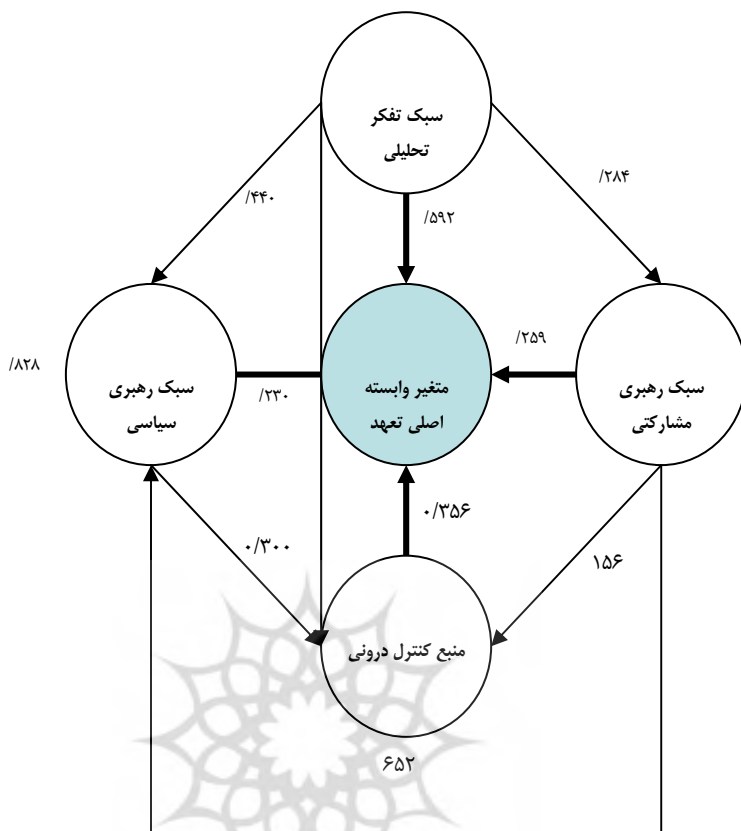 سبک تفکر
تحلیلی
/۲۸۴
/۴۴۰
/۵۹۲
سبک رهبری
مشارکتی
/۲۵۹
متغیر وابسته
اصلی تعهد
/۲۳۰
سبک رهبری
سیاسی
/۸۲۸
۱۵۶
۰/۳۵۶
۰/۳۰۰
منبع کنترل درونی
۶۵۲